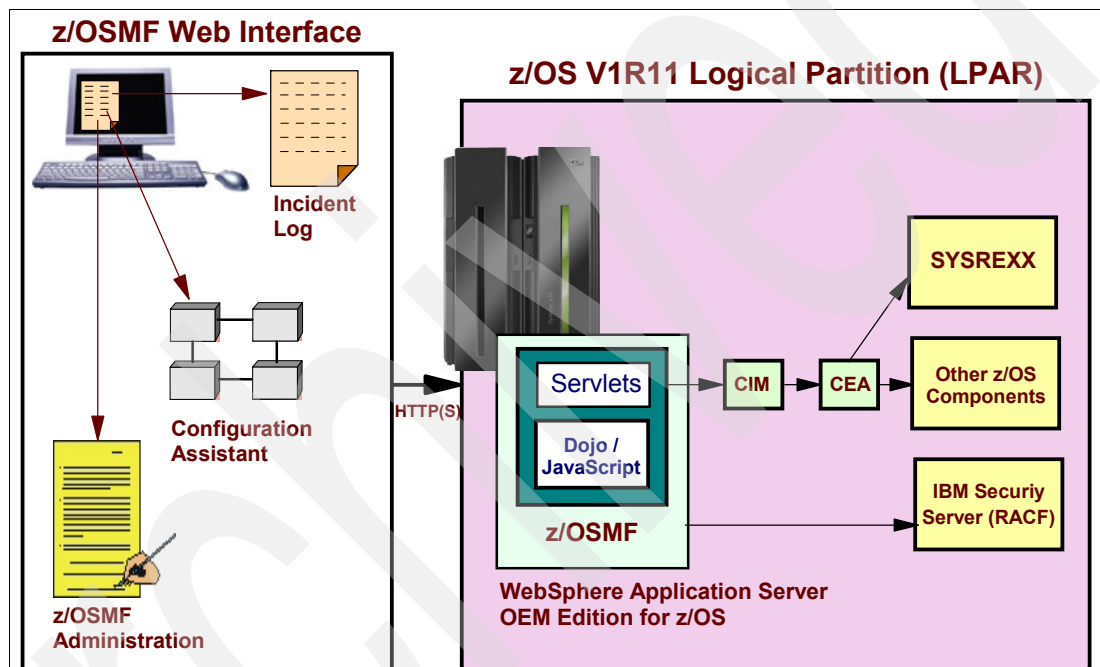 z/OSMF Web Interface
Incident
Log
Configuration
Assistant
z/OSMF
Administration
HTTP(S)
z/OS V1R11 Logical Partition (LPAR)
Servlets
Dojo /
JavaScript
z/OSMF
WebSphere Application Server
OEM Edition for z/OS
CIM
CEA
SYSREXX
Other z/OS
Components
IBM Securiy
Server (RACF)